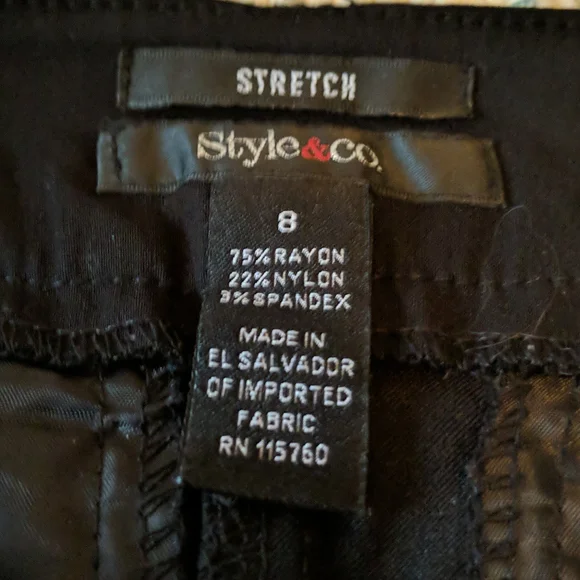 STRETCH
Style&co.
8
75%RAYON
22%NYLON
3%SPANDEX
MADE IN
EL SALVADOR
OF IMPORTED
FABRIC
RN 115760